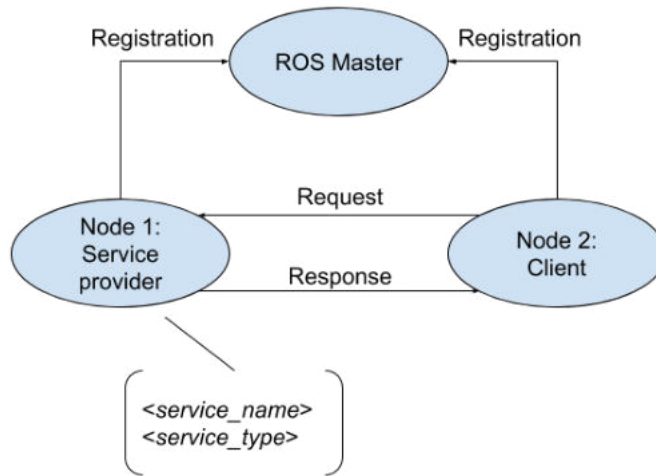 Registration
Registration
ROS Master
Request
Node 1:
Service
provider
Node 2:
Client
Response
<service_name>
<service_type>